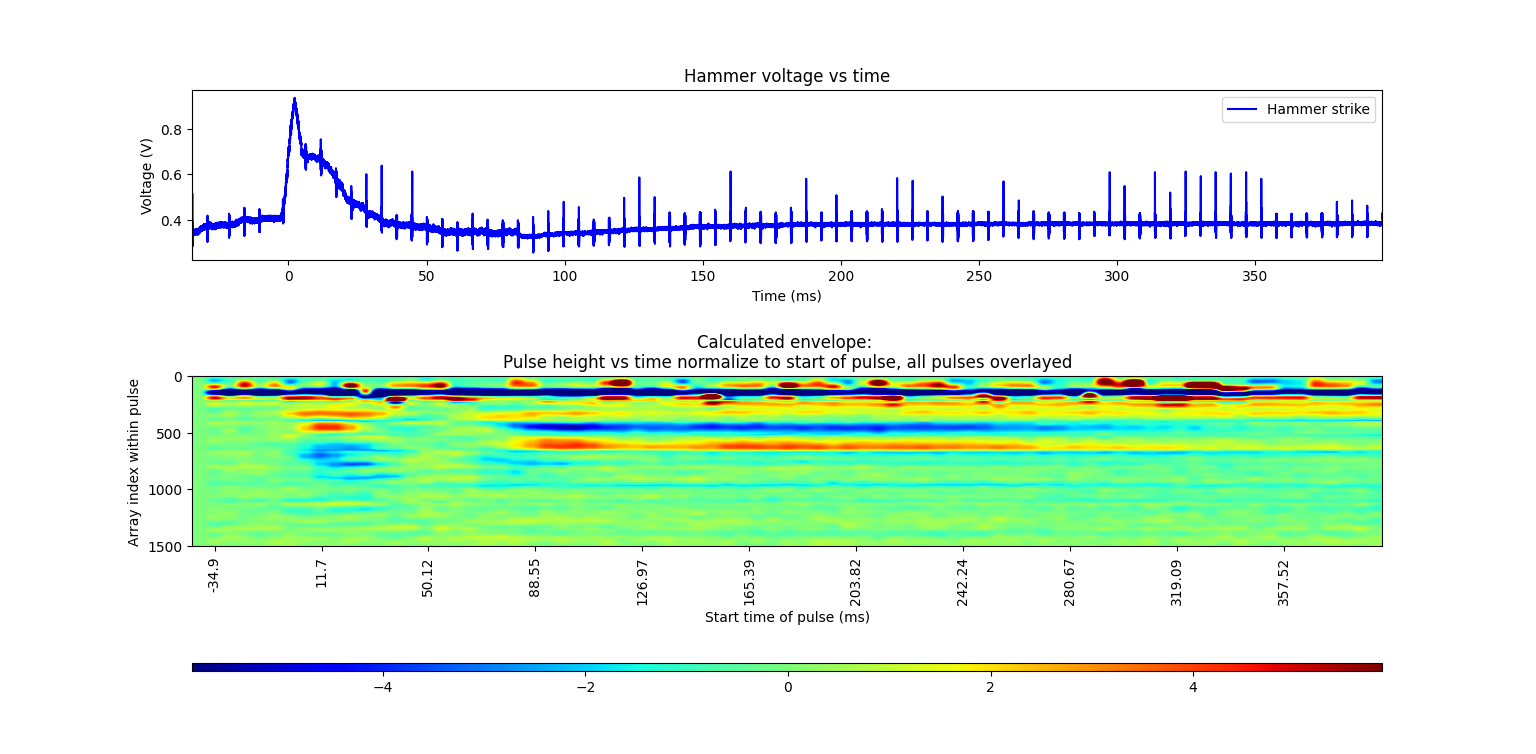 Hammer voltage vs time
Hammer strike
Voltage (V)
0.8
0.6
0.4
0 50 100 150 200 250 300 350
Time (ms)
Calculated envelope:
Pulse height vs time normalize to start of pulse, all pulses overlayed
Array index within pulse
0
500
1000
1500
-34.9 11.7 50.12 88.55 126.97 165.39 203.82 242.24 280.67 319.09 357.52
Start time of pulse (ms)
−4 −2 0 2 4